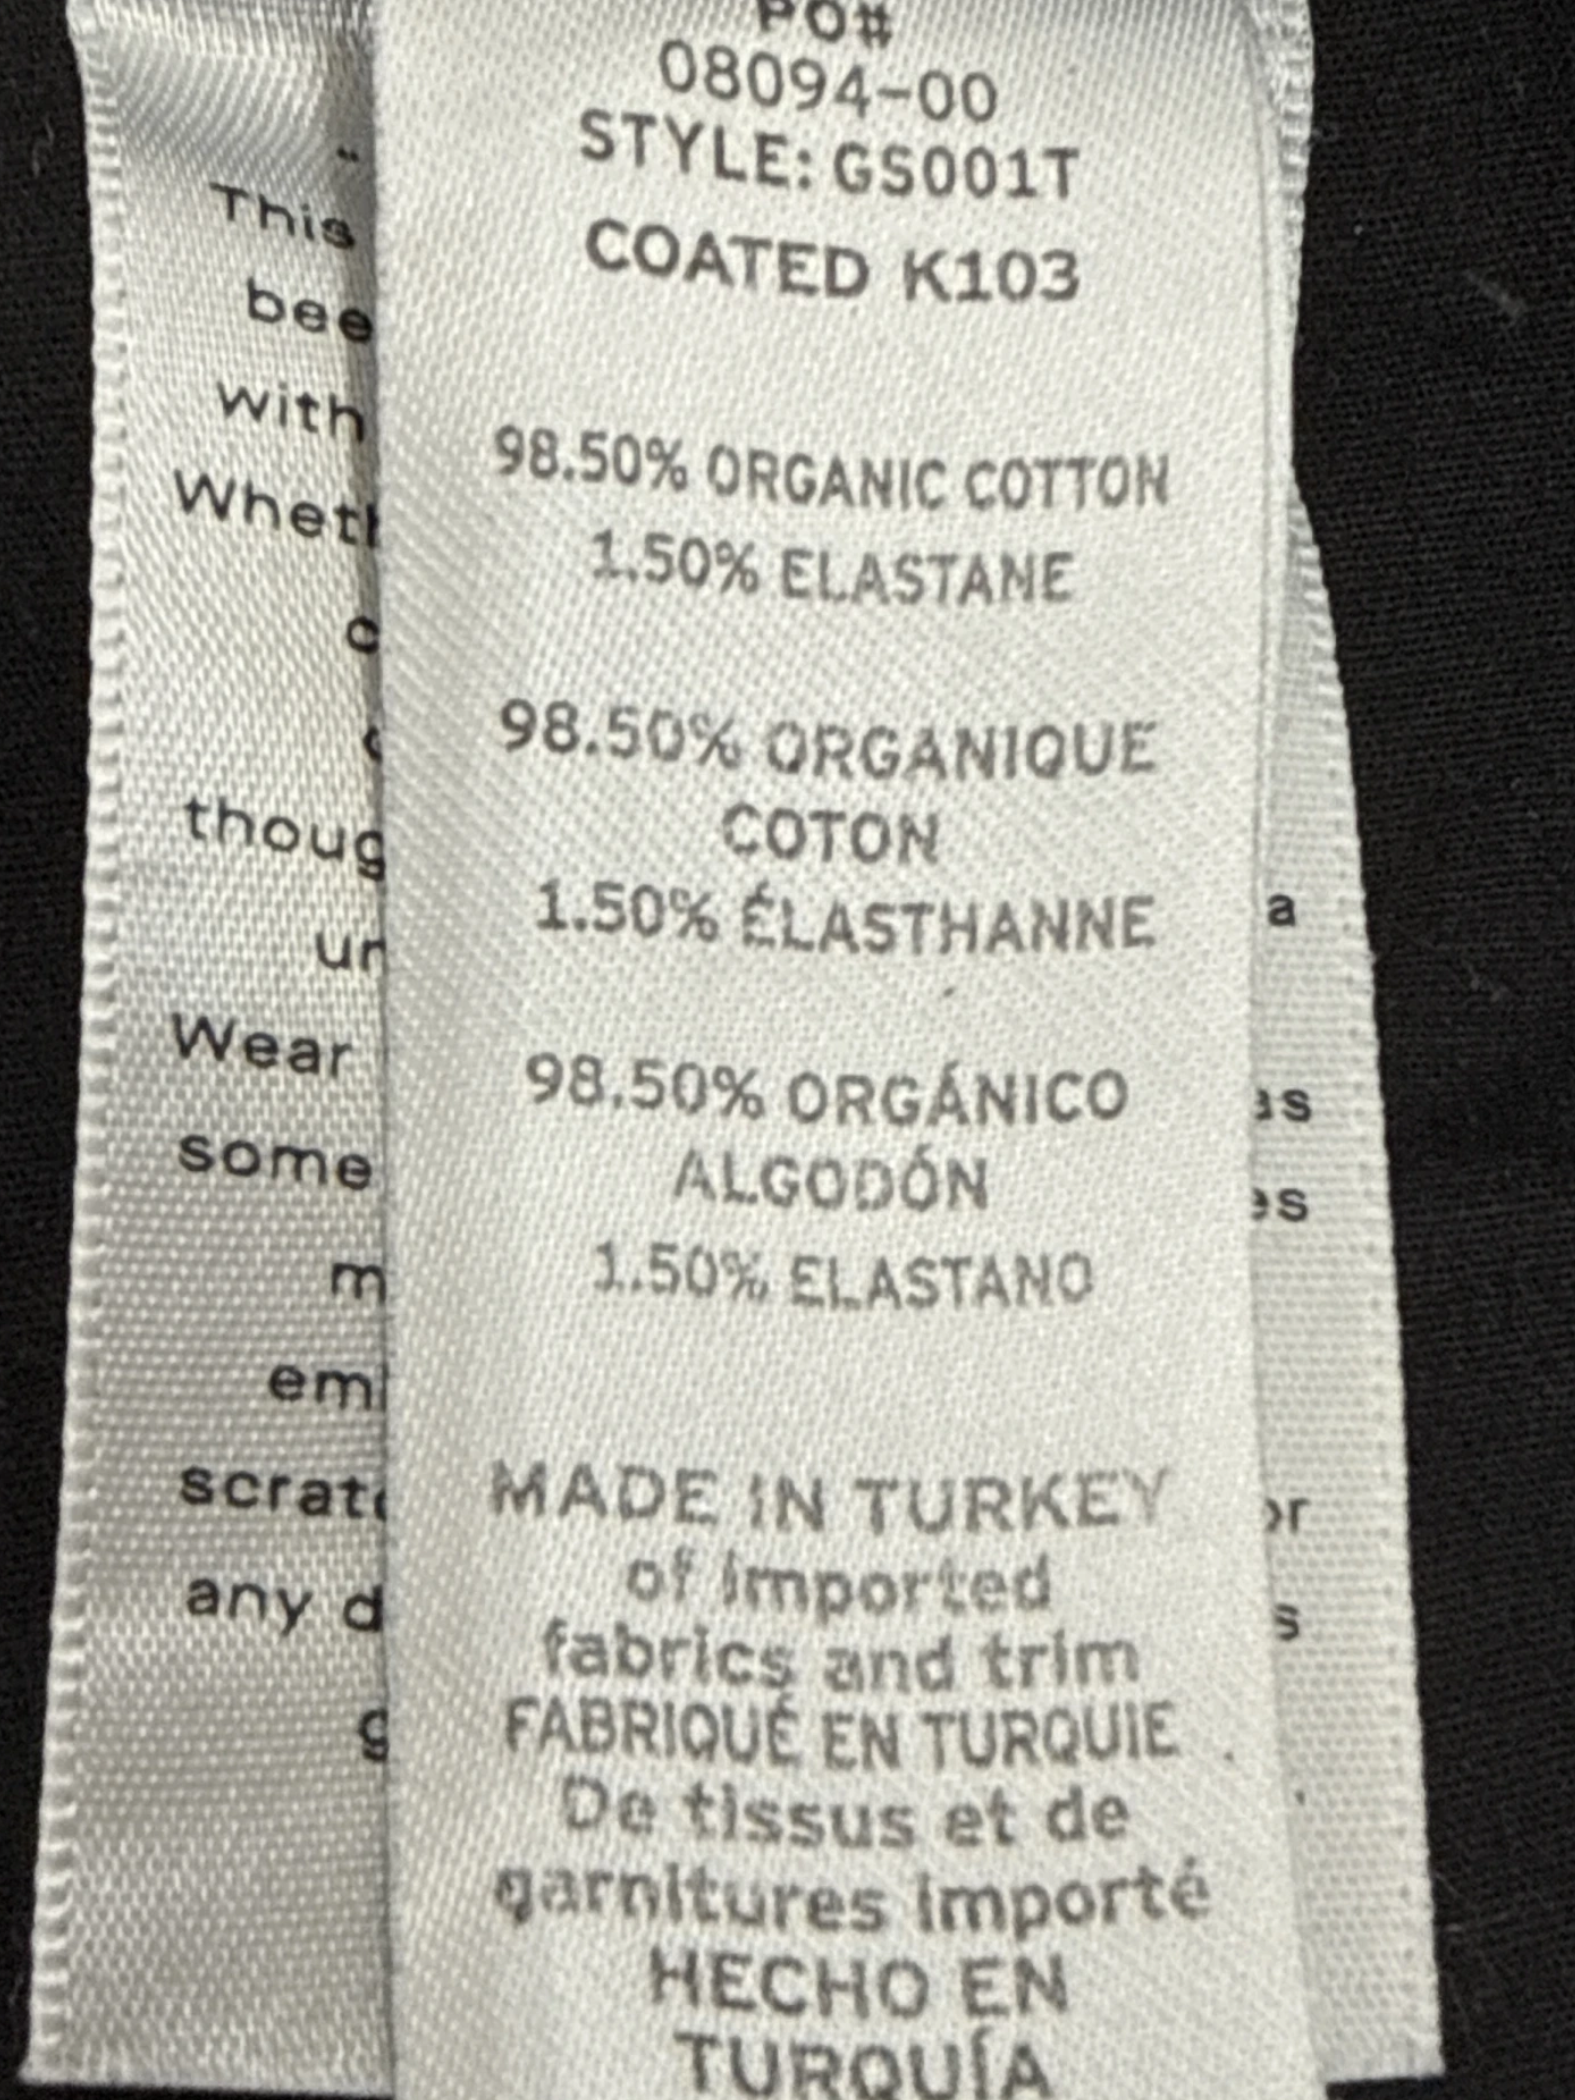 PO#
08094-00
STYLE: GS001T
COATED K103
98.50% ORGANIC COTTON
1.50% ELASTANE
98.50% ORGANIQUE
COTON
1.50% ÉLASTHANNE
98.50% ORGÁNICO
ALGODÓN
1.50% ELASTANO
MADE IN TURKEY
of imported
fabrics and trim
FABRIQUÉ EN TURQUIE
De tissus et de
garnitures importé
HECHO EN
TURQUÍA
This
with
Wear
some
any